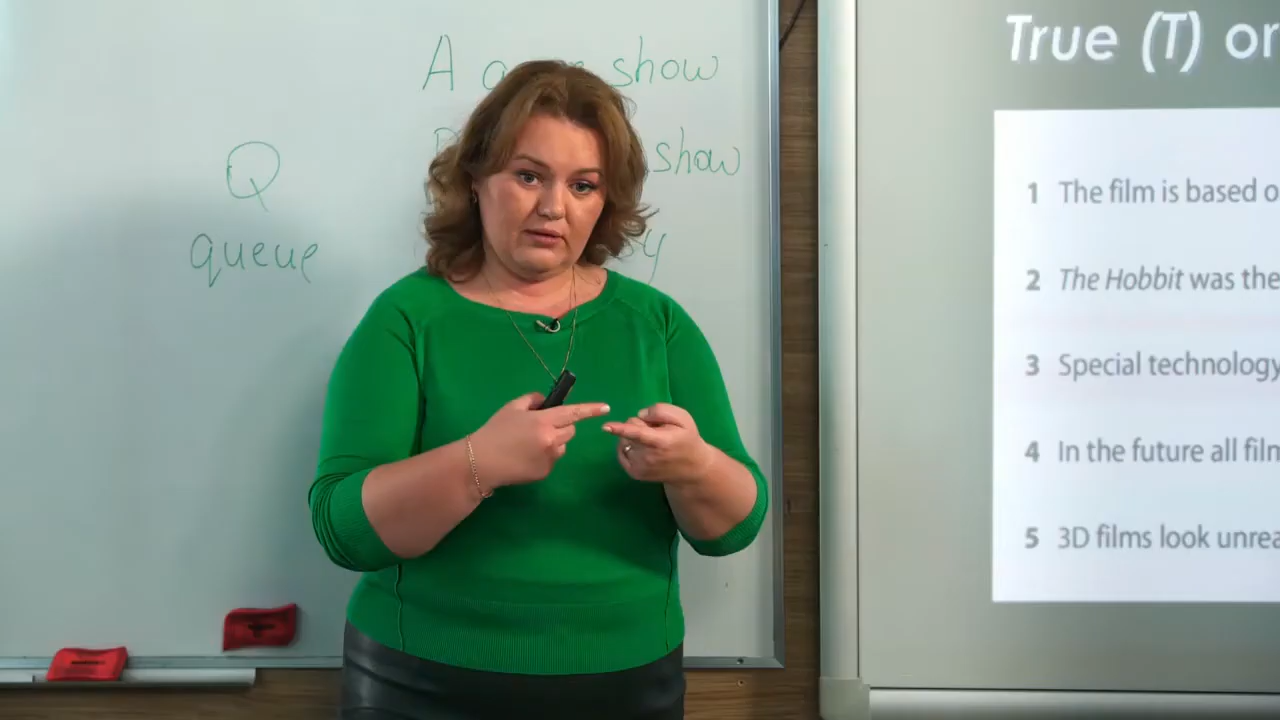 A show
show
Q
queue
True (T) or
1 The film is based o
2 The Hobbit was the
3 Special technology
4 In the future all film
5 3D films look unrea